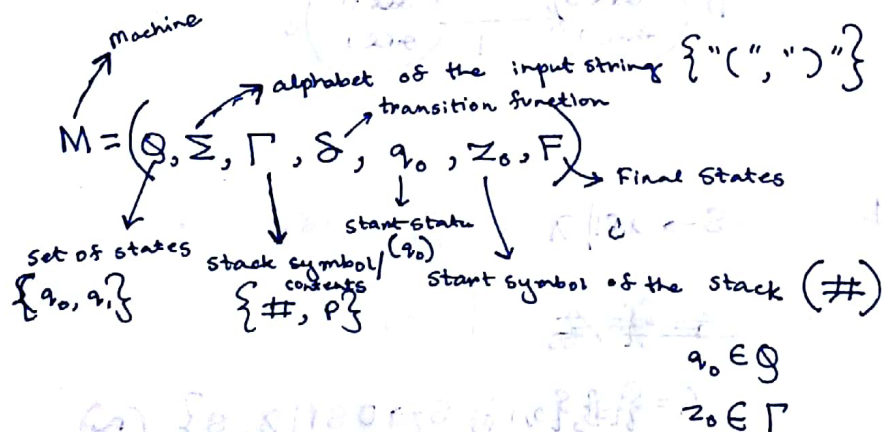 Machine
alphabet of the input string {"(", ")"}
transition function
M = (Q, Σ, Γ, δ, q₀, Z₀, F)
Final States
start state
(q₀)
set of states
{q₀, q₁}
stack symbol/
contents
{#, P}
start symbol of the stack (#)
q₀ ∈ Q
z₀ ∈ Γ